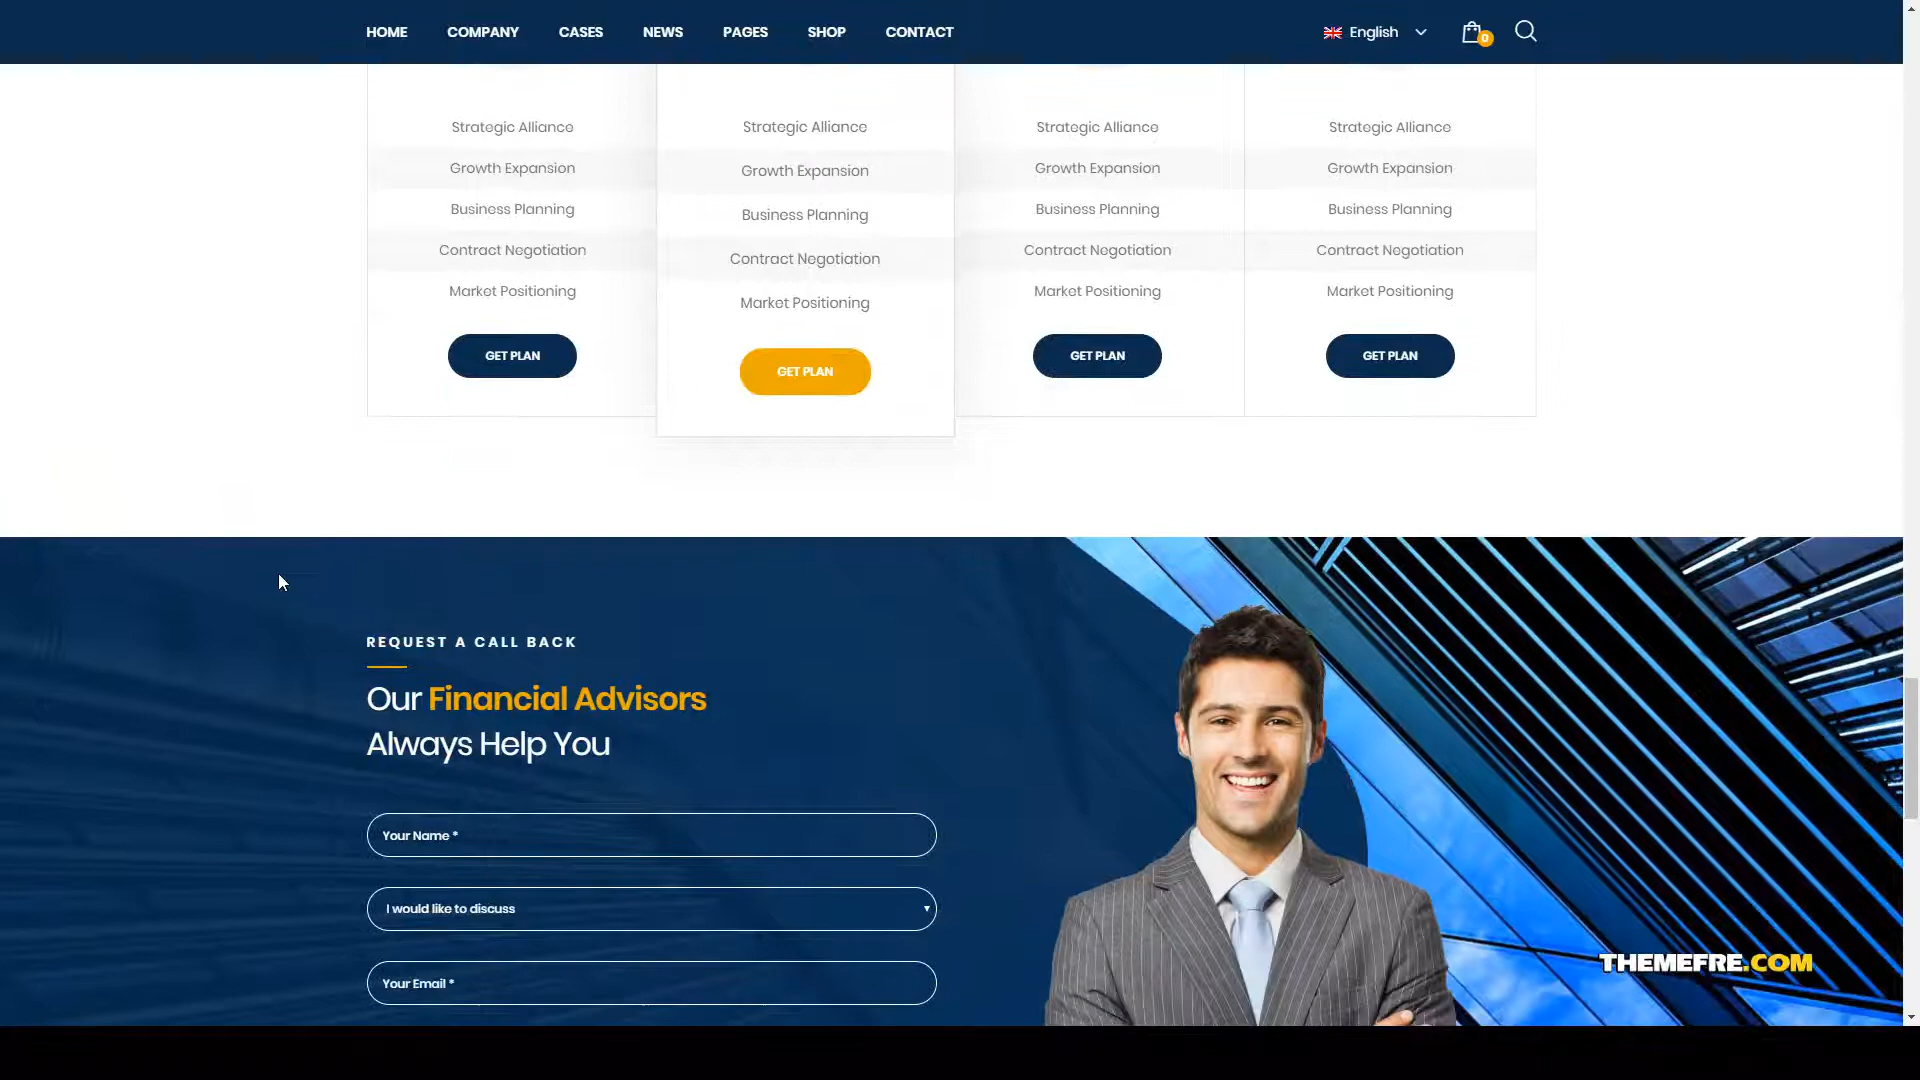 HOME COMPANY CASES NEWS PAGES SHOP CONTACT English 0
Strategic Alliance Strategic Alliance Strategic Alliance Strategic Alliance
Growth Expansion Growth Expansion Growth Expansion Growth Expansion
Business Planning Business Planning Business Planning Business Planning
Contract Negotiation Contract Negotiation Contract Negotiation Contract Negotiation
Market Positioning Market Positioning Market Positioning Market Positioning
GET PLAN GET PLAN GET PLAN GET PLAN
REQUEST A CALL BACK
Our Financial Advisors
Always Help You
Your Name *
I would like to discuss
Your Email *
THEMEFRE.COM